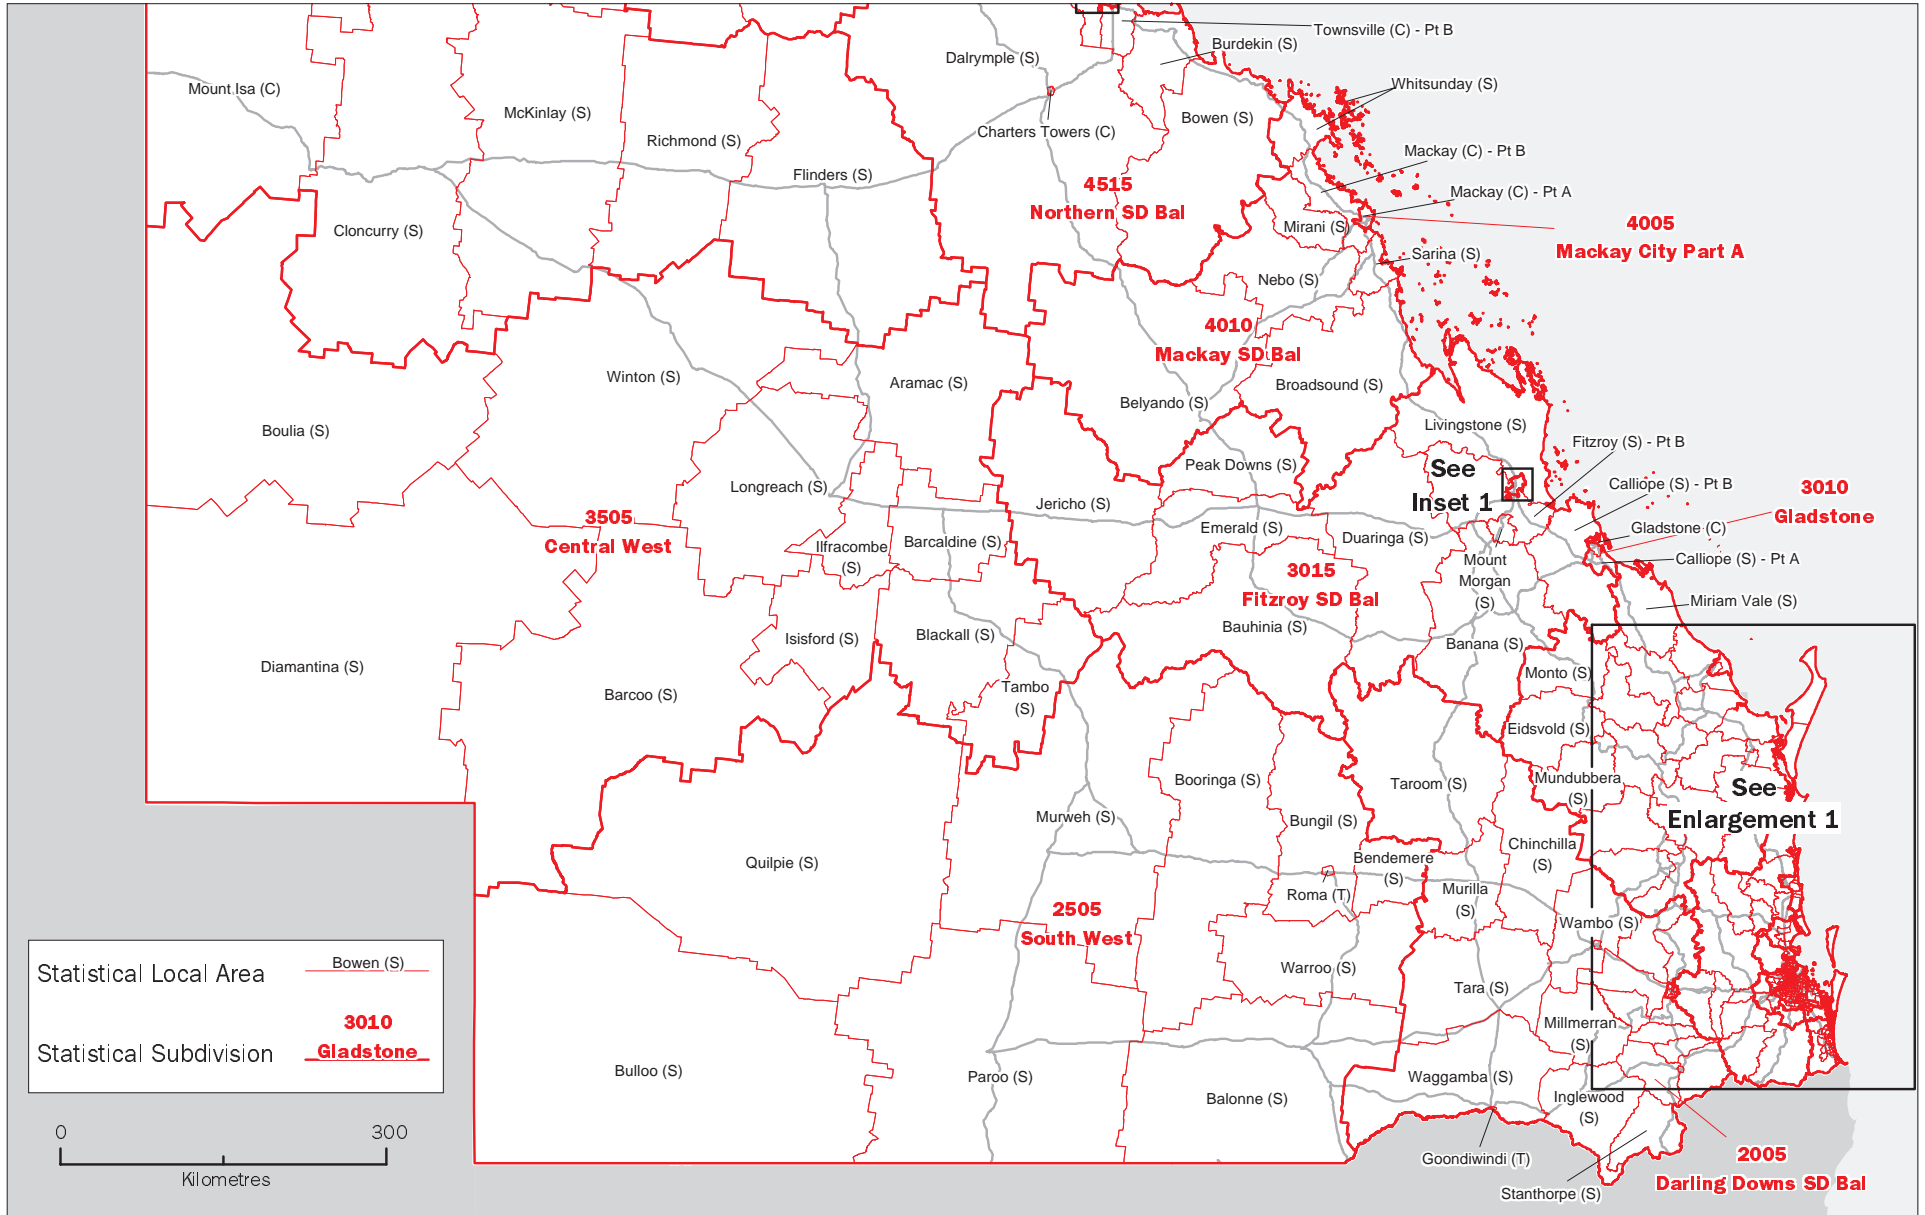 Townsville (C) - Pt B
Burdekin (S)
Dalrymple (S)
Mount Isa (C)
Whitsunday (S)
McKinlay (S)
Bowen (S)
Richmond (S)
Charters Towers (C)
Mackay (C) - Pt B
Flinders (S)
4515
Northern SD Bal
Mackay (C) - Pt A
Cloncurry (S)
Mirani (S)
4005
Mackay City Part A
Sarina (S)
Nebo (S)
4010
Mackay SD Bal
Winton (S)
Aramac (S)
Broadsound (S)
Belyando (S)
Boulia (S)
Livingstone (S)
Fitzroy (S) - Pt B
Peak Downs (S)
See
Inset 1
Longreach (S)
Calliope (S) - Pt B
3010
Gladstone
Jericho (S)
3505
Central West
Emerald (S)
Duaringa (S)
Gladstone (C)
Ilfracombe
(S)
Barcaldine (S)
Calliope (S) - Pt A
Mount
Morgan
(S)
3015
Fitzroy SD Bal
Miriam Vale (S)
Bauhinia (S)
Isisford (S)
Blackall (S)
Banana (S)
Diamantina (S)
Monto (S)
Barcoo (S)
Tambo
(S)
Eidsvold (S)
Booringa (S)
Taroom (S)
Mundubbera
(S)
See
Enlargement 1
Murweh (S)
Bungil (S)
Quilpie (S)
Bendemere
(S)
Chinchilla
(S)
Roma (T)
Murilla
(S)
2505
South West
Wambo (S)
Warroo (S)
Tara (S)
Statistical Local Area
Bowen (S)
3010
Statistical Subdivision
Gladstone
Millmerran
(S)
Bulloo (S)
Paroo (S)
Waggamba (S)
Balonne (S)
Inglewood
(S)
0 300
Kilometres
Goondiwindi (T)
Stanthorpe (S)
2005
Darling Downs SD Bal